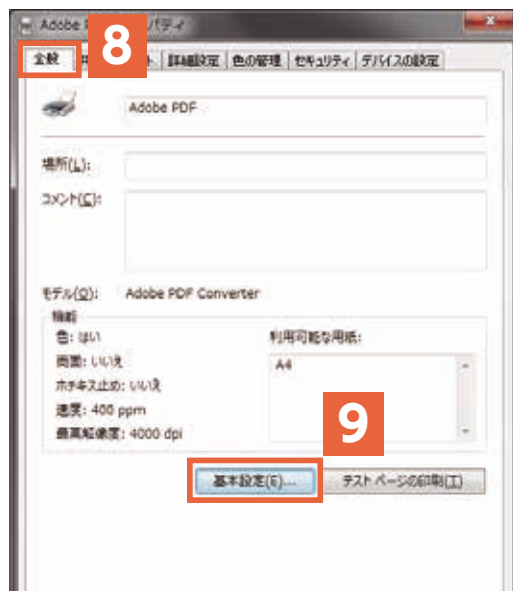 Adobe パティ
8
全般 ト 詳細設定 色の管理 セキュリティ デバイスの設定
Adobe PDF
場所(L):
コメント(C):
モデル(O): Adobe PDF Converter
機能
色: はい 利用可能な用紙:
両面: いいえ A4
ホチキス止め: いいえ
速度: 400 ppm
最高解像度: 4000 dpi
9
基本設定(E)... テスト ページの印刷(T)